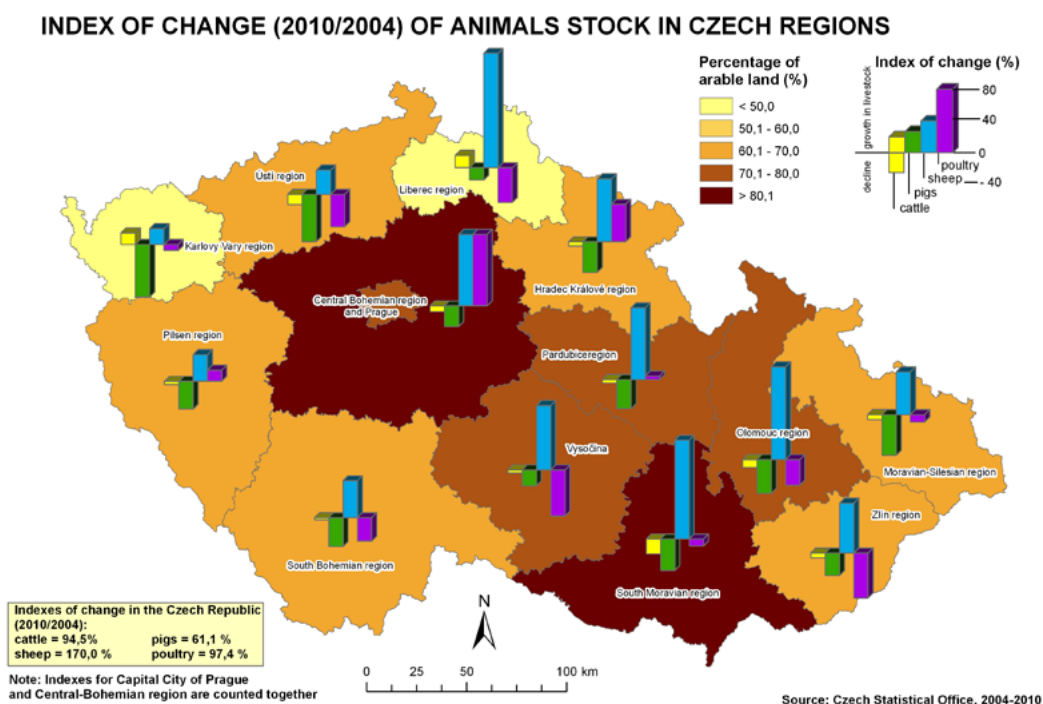 INDEX OF CHANGE (2010/2004) OF ANIMALS STOCK IN CZECH REGIONS
Percentage of
arable land (%)
< 50,0
50,1 - 60,0
60,1 - 70,0
70,1 - 80,0
> 80,1
Index of change (%)
growth in livestock
decline
80
40
0
- 40
poultry
sheep
pigs
cattle
Ústi region
Liberec region
Karlovy Vary region
Hradec Králové region
Central Bohemian region
and Prague
Pilsen region
Pardubiceregion
Olomouc region
Vysočina
Moravian-Silesian region
Zlín region
South Bohemian region
South Moravian region
Indexes of change in the Czech Republic
(2010/2004):
cattle = 94,5% pigs = 61,1 %
sheep = 170,0 % poultry = 97,4 %
Note: Indexes for Capital City of Prague
and Central-Bohemian region are counted together
N
0 25 50 100 km
Source: Czech Statistical Office, 2004-2010